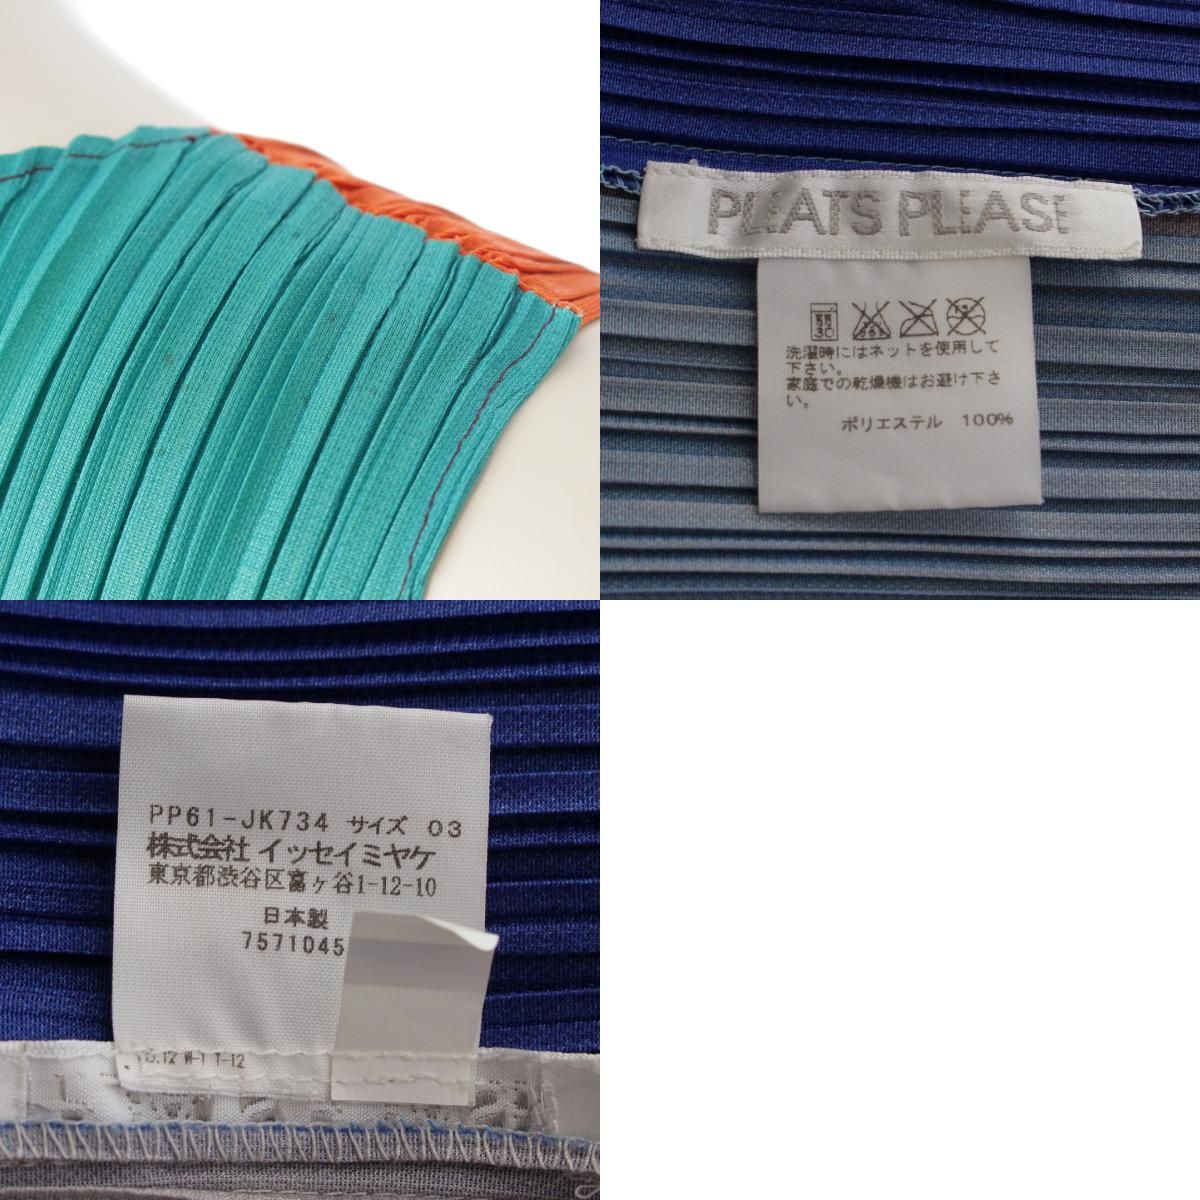 PLEATS PLEASE
洗濯時にはネットを使用して
下さい。
家庭での乾燥機はお避け下さ
い。
ポリエステル 100%
PP61-JK734 サイズ 03
株式会社 イッセイミヤケ
東京都渋谷区富ヶ谷1-12-10
日本製
7571045
W-1 T-12